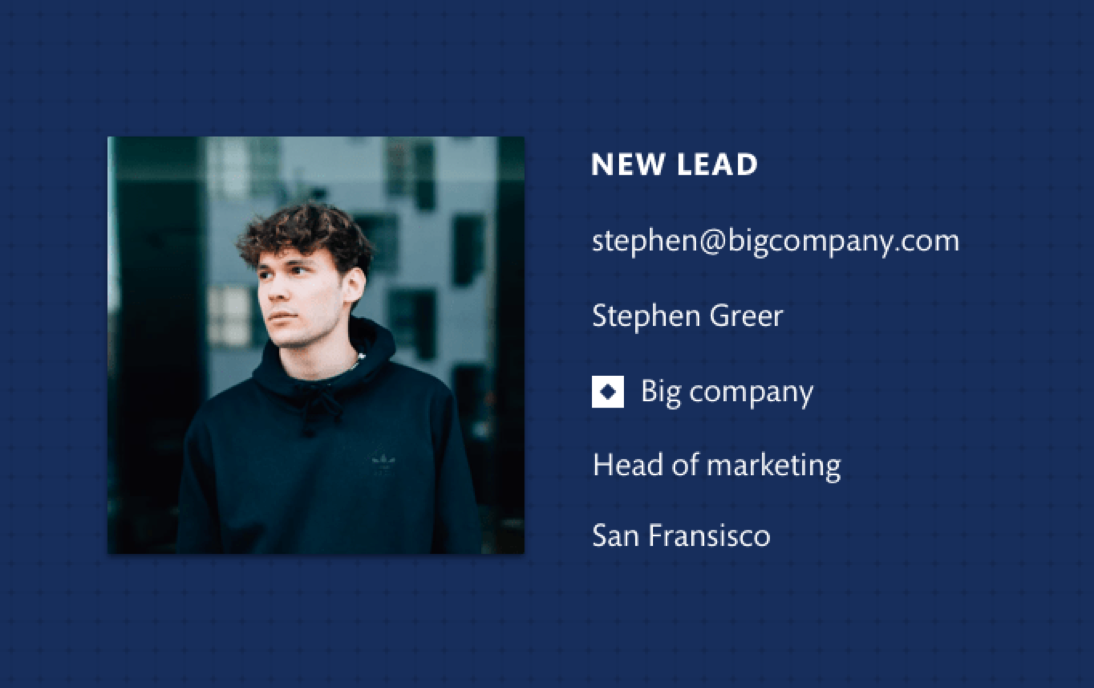 NEW LEAD
stephen@bigcompany.com
Stephen Greer
Big company
Head of marketing
San Fransisco